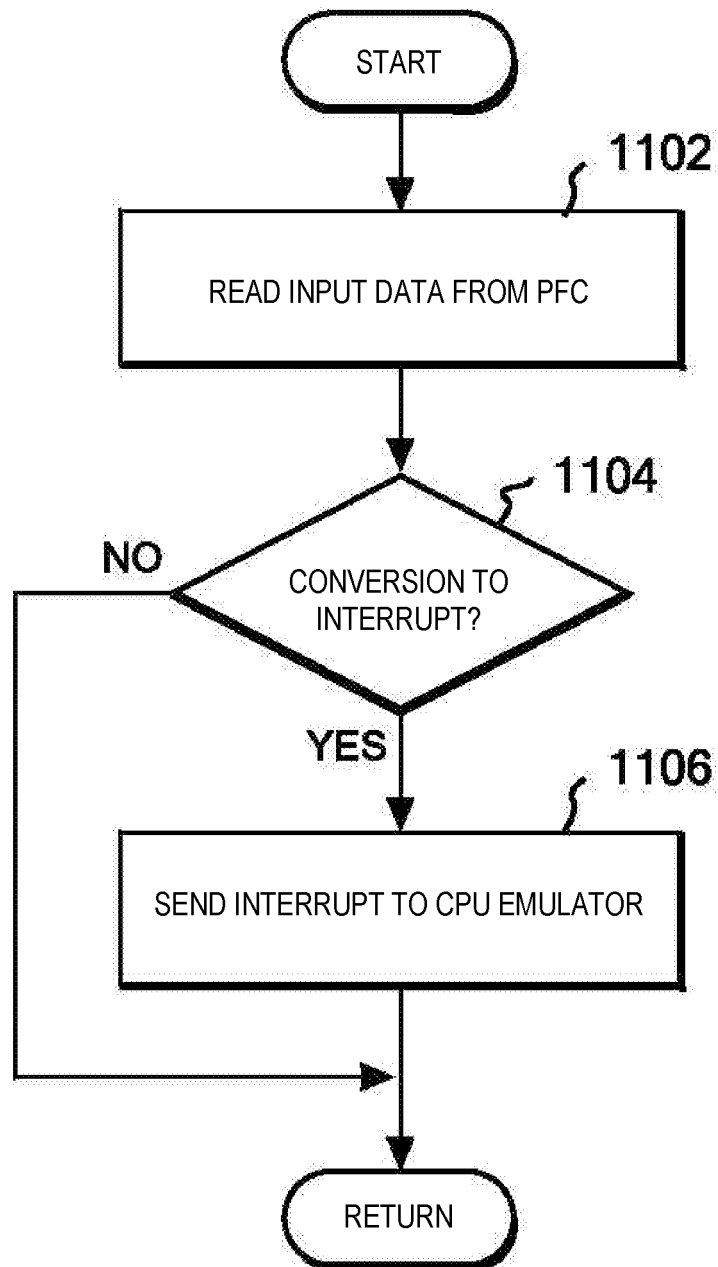 START
1102
READ INPUT DATA FROM PFC
1104
NO
CONVERSION TO
INTERRUPT?
YES
1106
SEND INTERRUPT TO CPU EMULATOR
RETURN